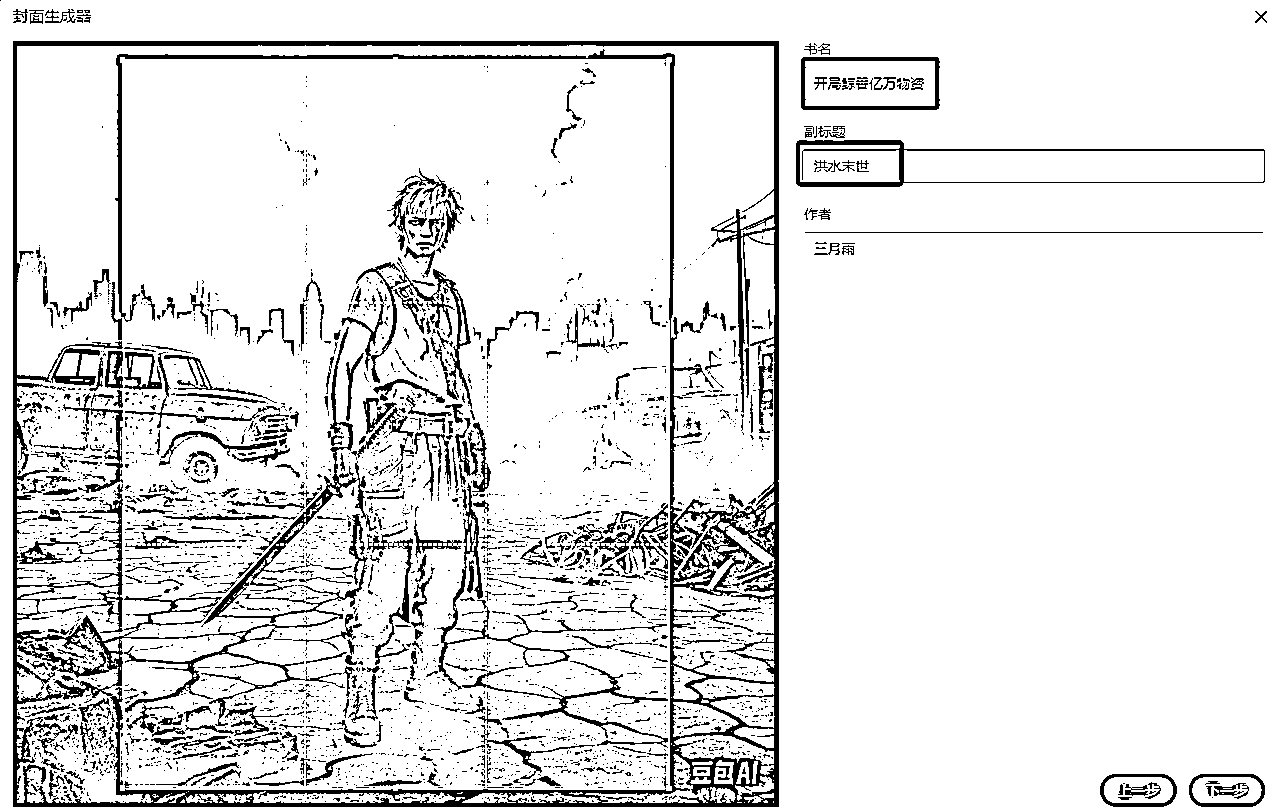 封面生成器
书名
开局囤积亿万物资
副标题
洪水末世
作者
三月雨
豆包AI
上一步
下一步